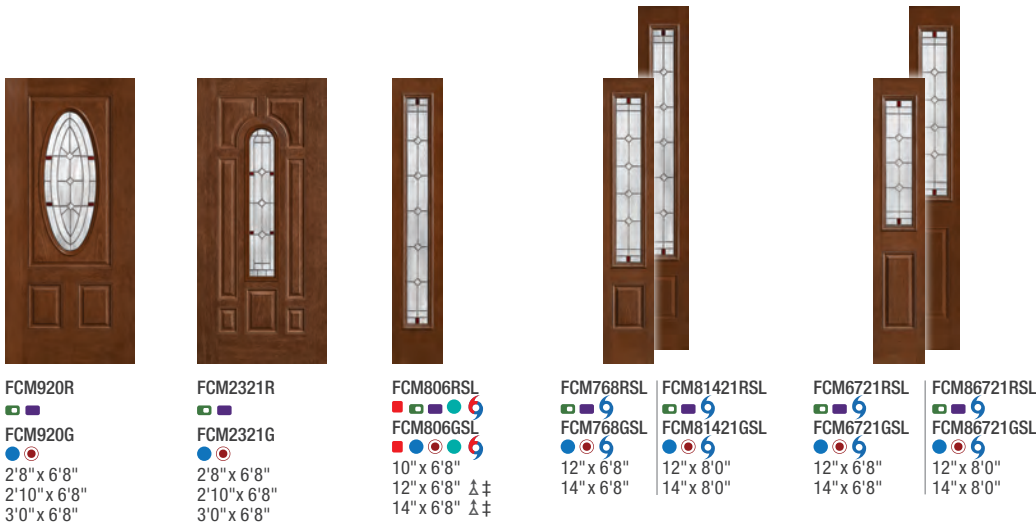 FCM920R
FCM920G
2'8" x 6'8"
2'10" x 6'8"
3'0" x 6'8"
FCM2321R
FCM2321G
2'8" x 6'8"
2'10" x 6'8"
3'0" x 6'8"
FCM806RSL
FCM806GSL
10" x 6'8"
12" x 6'8" ‡
14" x 6'8" ‡
FCM768RSL
FCM768GSL
12" x 6'8"
14" x 6'8"
FCM81421RSL
FCM81421GSL
12" x 8'0"
14" x 8'0"
FCM6721RSL
FCM6721GSL
12" x 6'8"
14" x 6'8"
FCM86721RSL
FCM86721GSL
12" x 8'0"
14" x 8'0"